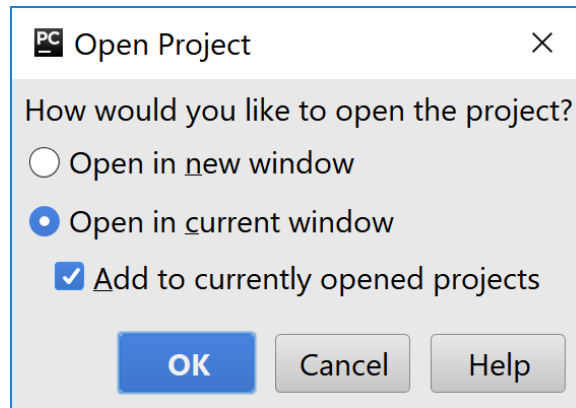 PC Open Project
How would you like to open the project?
Open in new window
Open in current window
Add to currently opened projects
OK Cancel Help